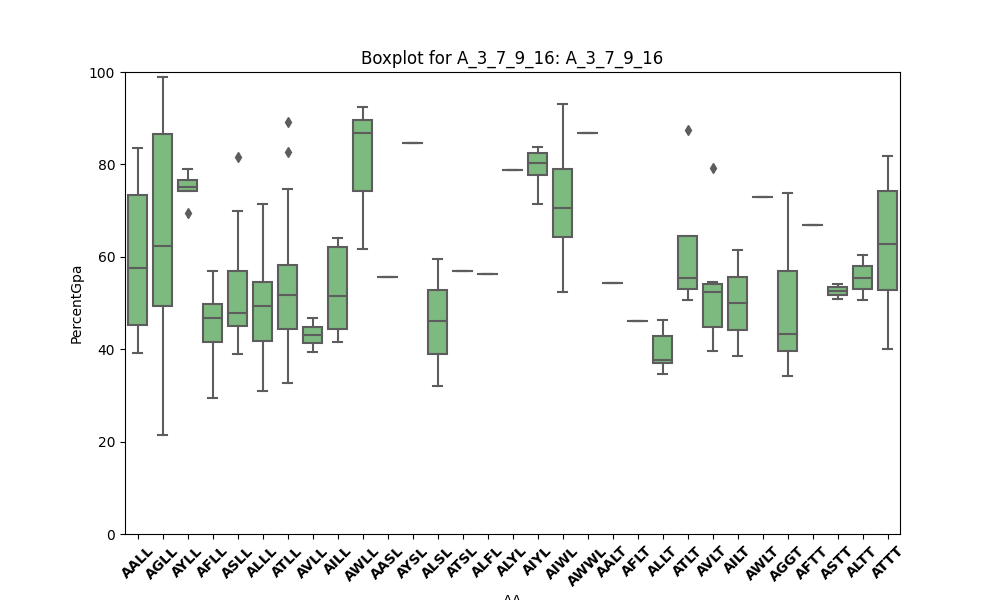 Boxplot for A_3_7_9_16: A_3_7_9_16
100
80
60
40
20
0
PercentGpa
AALL AGLL AYLL AFLL ASLL ALLL ATLL AVLL AILL AWLL AASL AYSL ALSL ATSL ALFL ALYL AIYL AIWL AWWL AALT AFLT ALLT ATLT AVLT AILT AWLT AGGT AFTT ASTT ALTT ATTT
AA